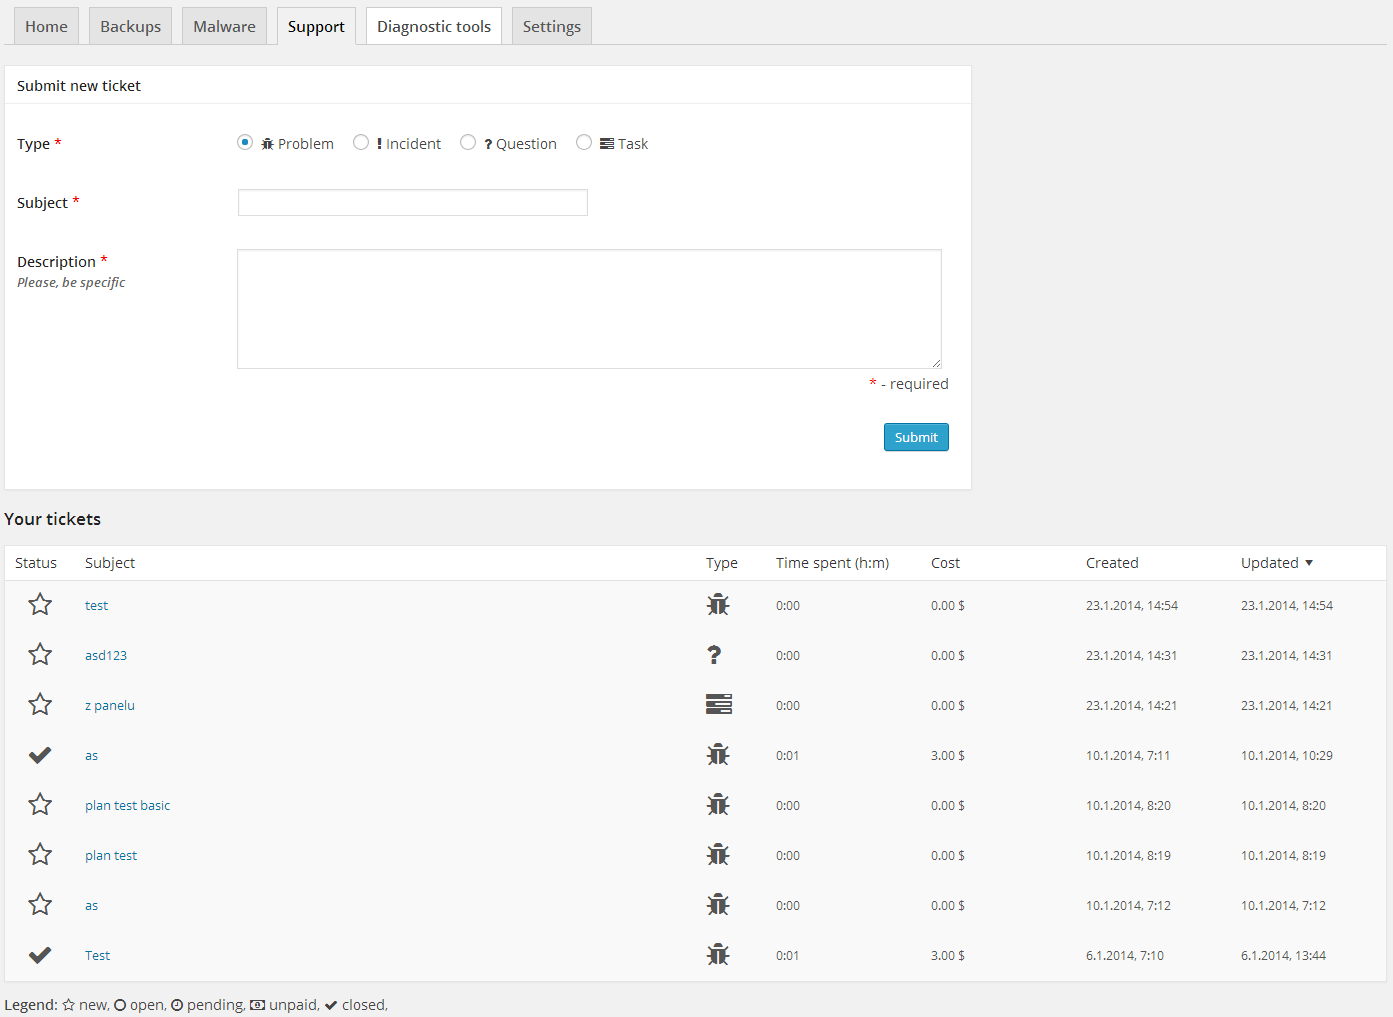 Home Backups Malware Support Diagnostic tools Settings
Submit new ticket
Type * Problem Incident Question Task
Subject *
Description *
Please, be specific
* - required
Submit
Your tickets
Status Subject Type Time spent (h:m) Cost Created Updated
test 0:00 0.00 $ 23.1.2014, 14:54 23.1.2014, 14:54
asd123 0:00 0.00 $ 23.1.2014, 14:31 23.1.2014, 14:31
z panelu 0:00 0.00 $ 23.1.2014, 14:21 23.1.2014, 14:21
as 0:01 3.00 $ 10.1.2014, 7:11 10.1.2014, 10:29
plan test basic 0:00 0.00 $ 10.1.2014, 8:20 10.1.2014, 8:20
plan test 0:00 0.00 $ 10.1.2014, 8:19 10.1.2014, 8:19
as 0:00 0.00 $ 10.1.2014, 7:12 10.1.2014, 7:12
Test 0:01 3.00 $ 6.1.2014, 7:10 6.1.2014, 13:44
Legend: new, open, pending, unpaid, closed,